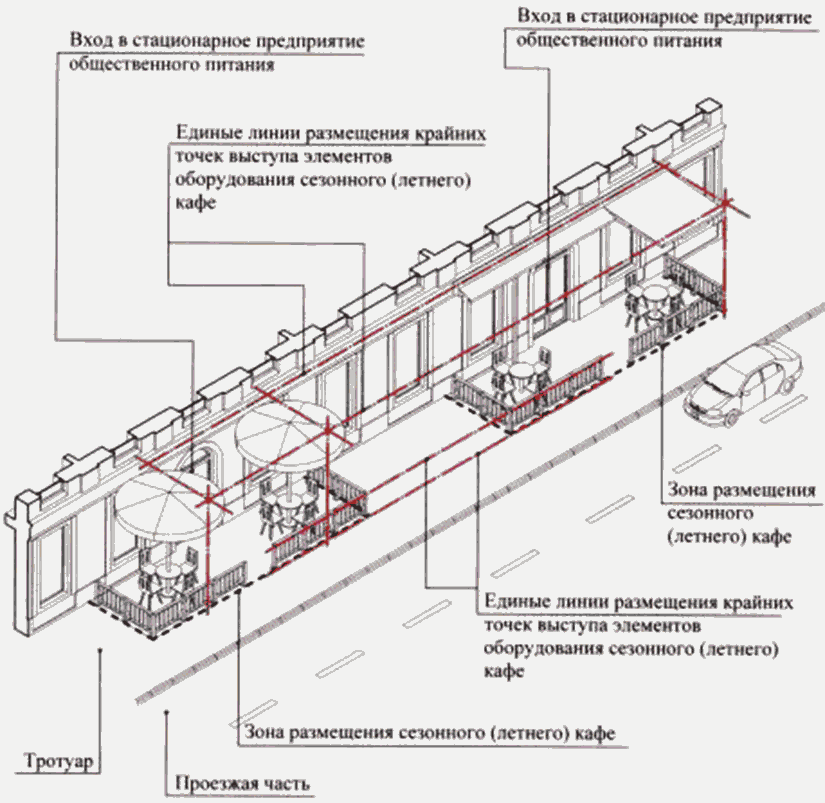 Вход в стационарное предприятие
общественного питания
Вход в стационарное предприятие
общественного питания
Единые линии размещения крайних
точек выступа элементов
оборудования сезонного (летнего)
кафе
Зона размещения
сезонного
(летнего) кафе
Единые линии размещения крайних
точек выступа элементов
оборудования сезонного (летнего)
кафе
Зона размещения сезонного (летнего) кафе
Тротуар
Проезжая часть